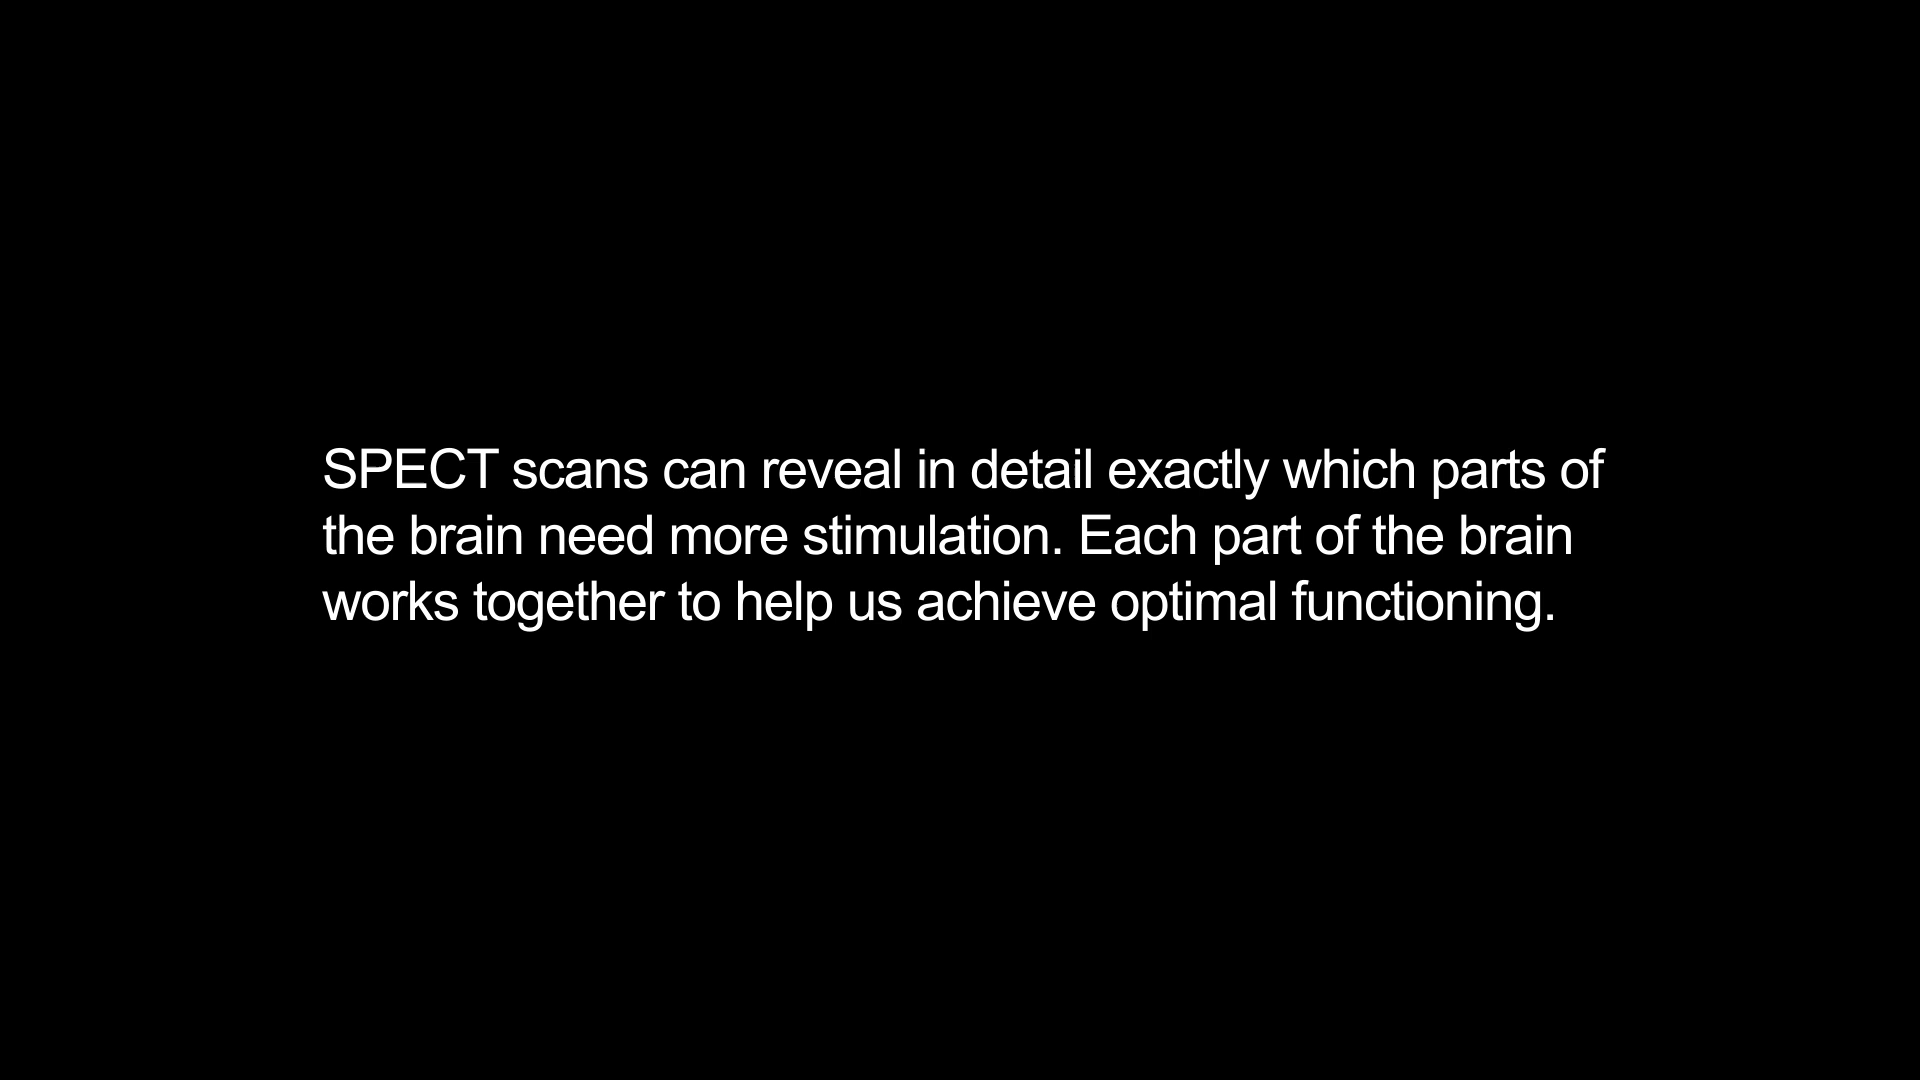 SPECT scans can reveal in detail exactly which parts of
the brain need more stimulation. Each part of the brain
works together to help us achieve optimal functioning.